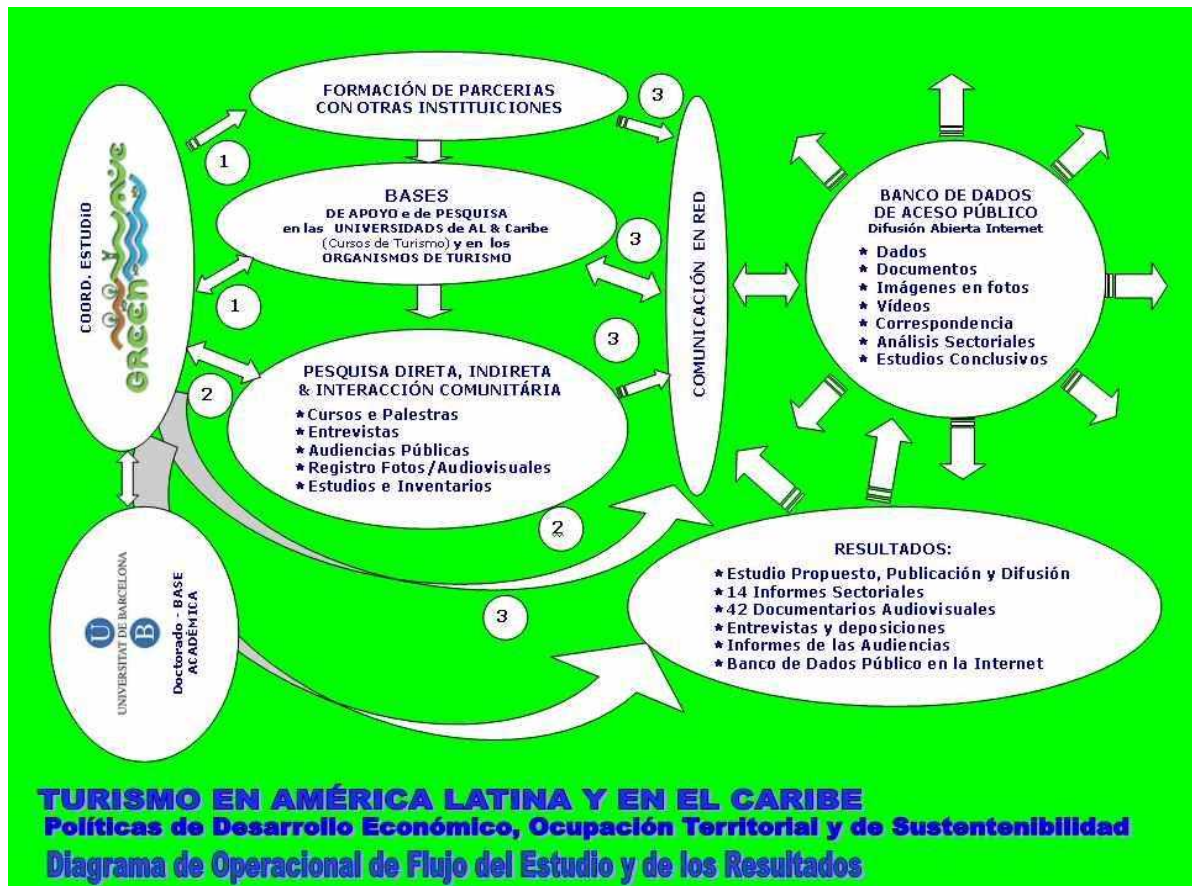 FORMACIÓN DE PARCERIAS
CON OTRAS INSTITUICIONES
3
1
COORD. ESTUDIO
GREEN WAVE
BASES
DE APOYO e de PESQUISA
en las UNIVERSIDADS de AL & Caribe
(Cursos de Turismo) y en los
ORGANISMOS DE TURISMO
3
1
COMUNICACIÓN EN RED
BANCO DE DADOS
DE ACESO PÚBLICO
Difusión Abierta Internet
* Dados
* Documentos
* Imágenes en fotos
* Vídeos
* Correspondencia
* Análisis Sectoriales
* Estudios Conclusivos
3
2
PESQUISA DIRETA, INDIRETA
& INTERACCIÓN COMUNITÁRIA
* Cursos e Palestras
* Entrevistas
* Audiencias Públicas
* Registro Fotos/Audiovisuales
* Estudios e Inventarios
2
3
UNIVERSITAT DE BARCELONA
U
B
Doctorado - BASE
ACADÈMICA
RESULTADOS:
* Estudio Propuesto, Publicación y Difusión
* 14 Informes Sectoriales
* 42 Documentarios Audiovisuales
* Entrevistas y deposiciones
* Informes de las Audiencias
* Banco de Dados Público en la Internet
TURISMO EN AMÉRICA LATINA Y EN EL CARIBE
Políticas de Desarrollo Económico, Ocupación Territorial y de Sustentenibilidad
Diagrama de Operacional de Flujo del Estudio y de los Resultados